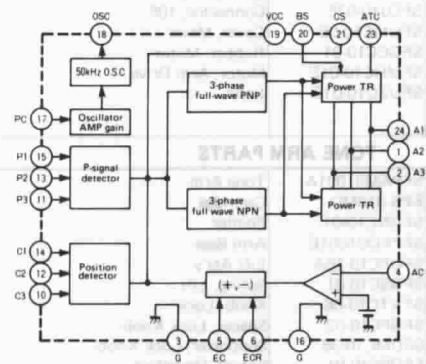 OSC
VCC BS CS ATC
18
19 20 21 23
50kHz O.S.C
3-phase
full-wave PNP
Power TR
PC 17
Oscillator
AMP gain
24 A1
P1 15
P-signal
detector
1 A2
P2 13
2 A3
P3 11
3-phase
full wave NPN
Power TR
TONE ARM PARTS
C1 14
Position
detector
C2 12
C3 10
(+, −)
4 AC
3 5 6 16
G EC ECR G